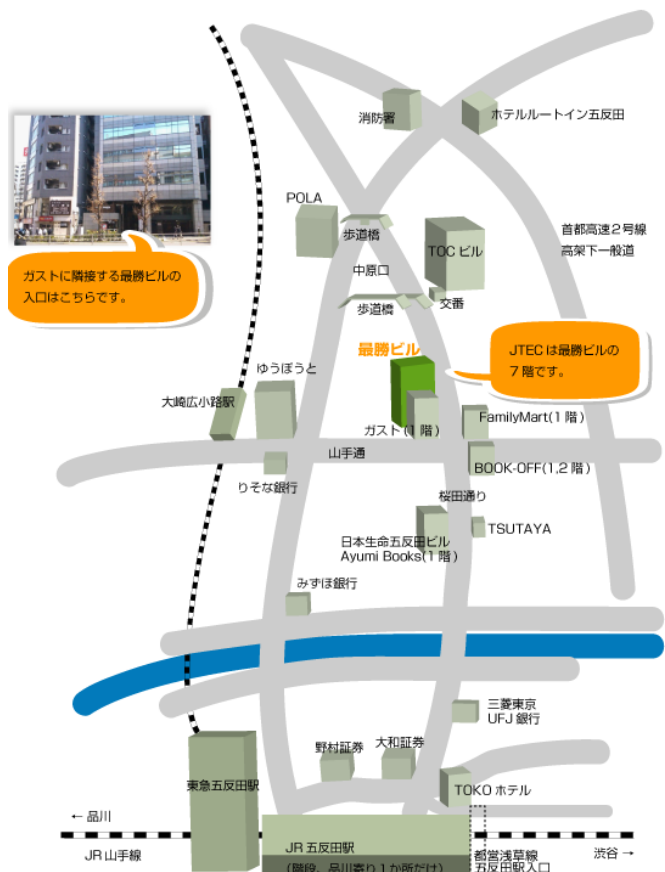 消防署
ホテルルートイン五反田
POLA
歩道橋
TOC ビル
首都高速２号線
高架下一般道
中原口
ガストに隣接する最勝ビルの
入口はこちらです。
歩道橋
交番
最勝ビル
JTEC は最勝ビルの
７階です。
ゆうぽうと
大崎広小路駅
ガスト(１階)
FamilyMart(１階)
山手通
BOOK-OFF(1,２階)
りそな銀行
桜田通り
日本生命五反田ビル
Ayumi Books(１階)
TSUTAYA
みずほ銀行
三菱東京
UFJ 銀行
野村証券
大和証券
東急五反田駅
TOKO ホテル
← 品川
JR 山手線
JR 五反田駅
(階段、品川寄り１か所だけ)
都営浅草線
五反田駅入口
渋谷 →